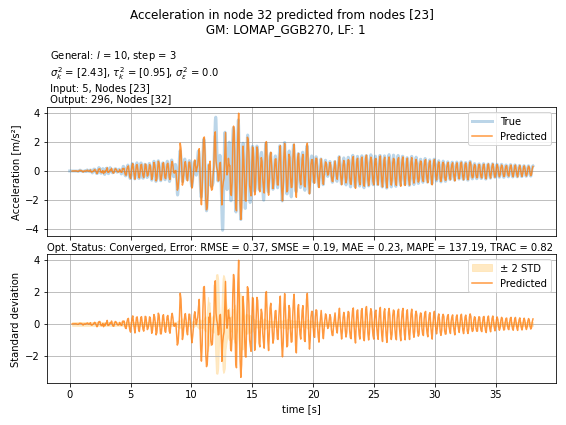 Acceleration in node 32 predicted from nodes [23]
GM: LOMAP_GGB270, LF: 1
General: l = 10, step = 3
σ²ₖ = [2.43], τ²ₖ = [0.95], σ²ε = 0.0
Input: 5, Nodes [23]
Output: 296, Nodes [32]
Acceleration [m/s²]
4
2
0
−2
−4
True
Predicted
Opt. Status: Converged, Error: RMSE = 0.37, SMSE = 0.19, MAE = 0.23, MAPE = 137.19, TRAC = 0.82
Standard deviation
4
2
0
−2
± 2 STD
Predicted
0 5 10 15 20 25 30 35
time [s]